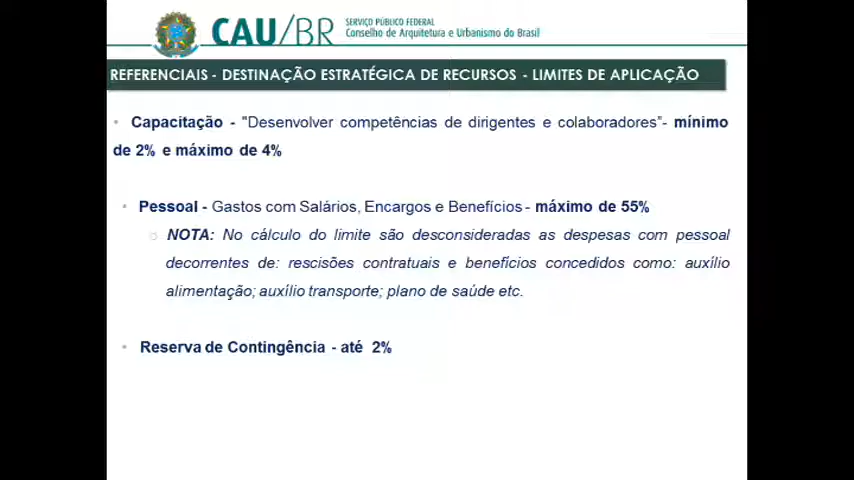 CAU/BR
SERVIÇO PÚBLICO FEDERAL
Conselho de Arquitetura e Urbanismo do Brasil
REFERENCIAIS - DESTINAÇÃO ESTRATÉGICA DE RECURSOS - LIMITES DE APLICAÇÃO
• Capacitação - "Desenvolver competências de dirigentes e colaboradores"- mínimo
de 2% e máximo de 4%
• Pessoal - Gastos com Salários, Encargos e Benefícios - máximo de 55%
○ NOTA: No cálculo do limite são desconsideradas as despesas com pessoal
decorrentes de: rescisões contratuais e benefícios concedidos como: auxílio
alimentação; auxílio transporte; plano de saúde etc.
• Reserva de Contingência - até 2%